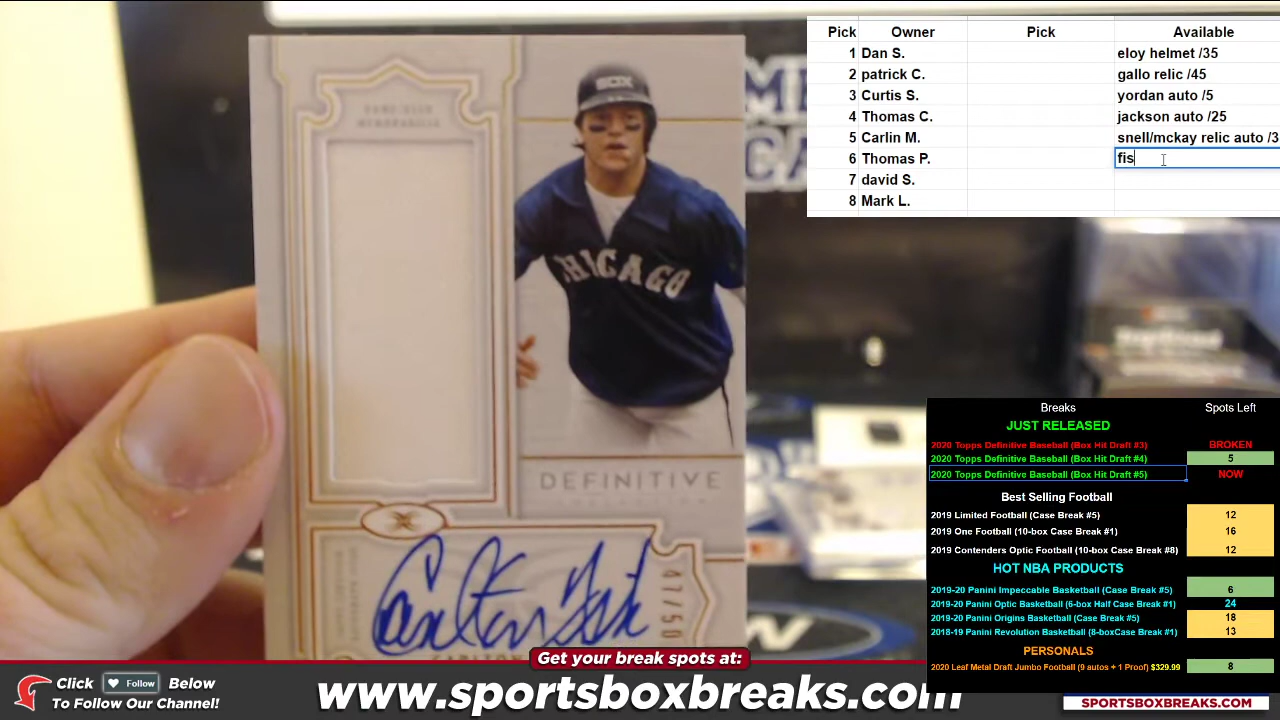 Pick Owner Pick Available
1 Dan S. eloy helmet /35
2 patrick C. gallo relic /45
3 Curtis S. yordan auto /5
4 Thomas C. jackson auto /25
5 Carlin M. snell/mckay relic auto /3
6 Thomas P. fis
7 david S.
8 Mark L.
GAME-USED
MEMORABILIA
SOX
CHICAGO
DEFINITIVE
Carlton Fisk
47/50
Breaks Spots Left
JUST RELEASED
2020 Topps Definitive Baseball (Box Hit Draft #3) BROKEN
2020 Topps Definitive Baseball (Box Hit Draft #4) 5
2020 Topps Definitive Baseball (Box Hit Draft #5) NOW
Best Selling Football
2019 Limited Football (Case Break #5) 12
2019 One Football (10-box Case Break #1) 16
2019 Contenders Optic Football (10-box Case Break #8) 12
HOT NBA PRODUCTS
2019-20 Panini Impeccable Basketball (Case Break #5) 6
2019-20 Panini Optic Basketball (6-box Half Case Break #1) 24
2019-20 Panini Origins Basketball (Case Break #5) 18
2018-19 Panini Revolution Basketball (8-boxCase Break #1) 13
PERSONALS
2020 Leaf Metal Draft Jumbo Football (9 autos + 1 Proof) $329.99 8
Get your break spots at:
Click Follow Below
To Follow Our Channel!
www.sportsboxbreaks.com
SPORTSBOXBREAKS.COM